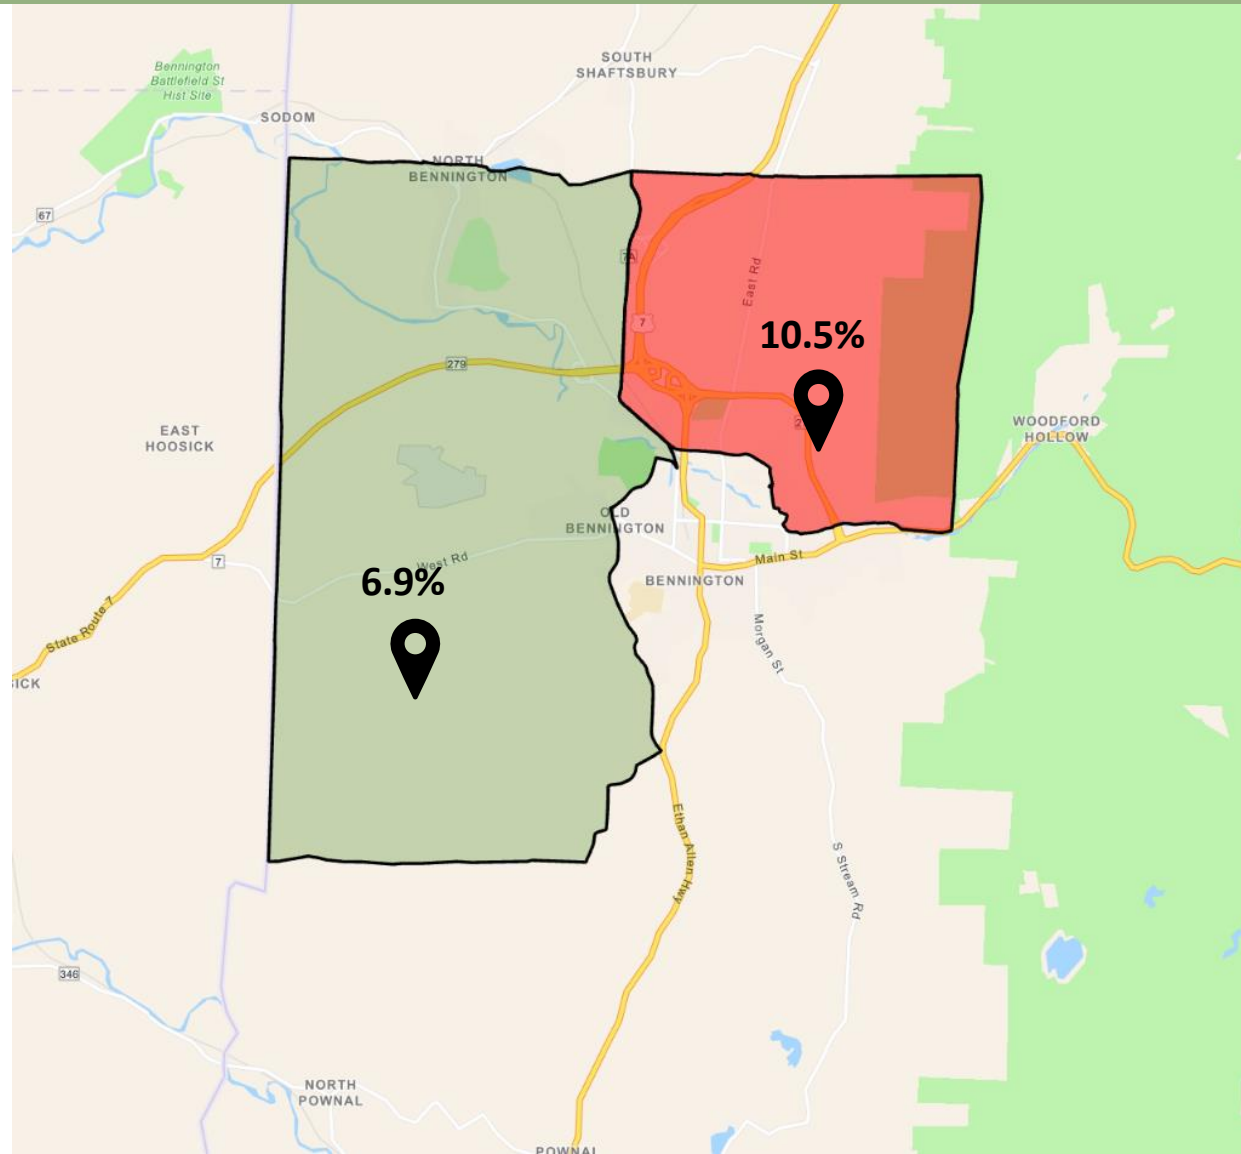 SOUTH
SHAFTSBURY
Bennington
Battlefield St
Hist Site
SODOM
NORTH
BENNINGTON
67
7A
East Rd
7
10.5%
279
EAST
HOOSICK
WOODFORD
HOLLOW
OLD
BENNINGTON
7
West Rd
Main St
6.9%
BENNINGTON
State Route 7
Morgan St
ICK
Ethan Allen Hwy
S Stream Rd
346
NORTH
POWNAL
POWNAL